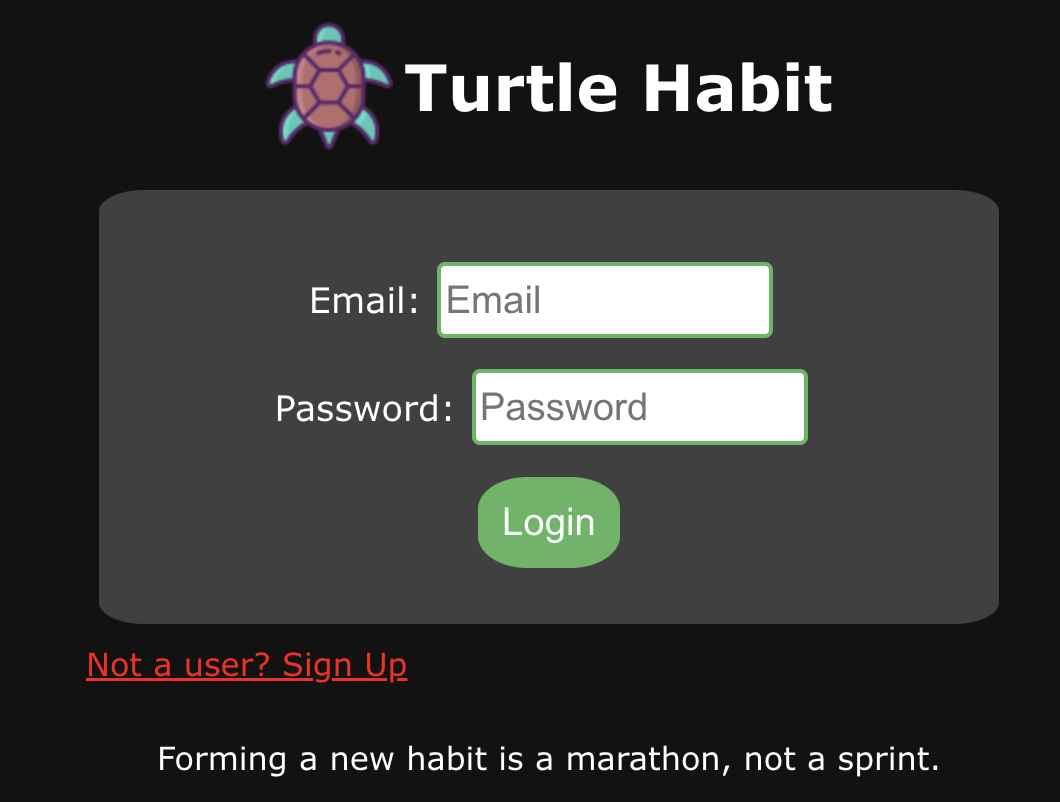 Turtle Habit
Email: Email
Password: Password
Login
Not a user? Sign Up
Forming a new habit is a marathon, not a sprint.